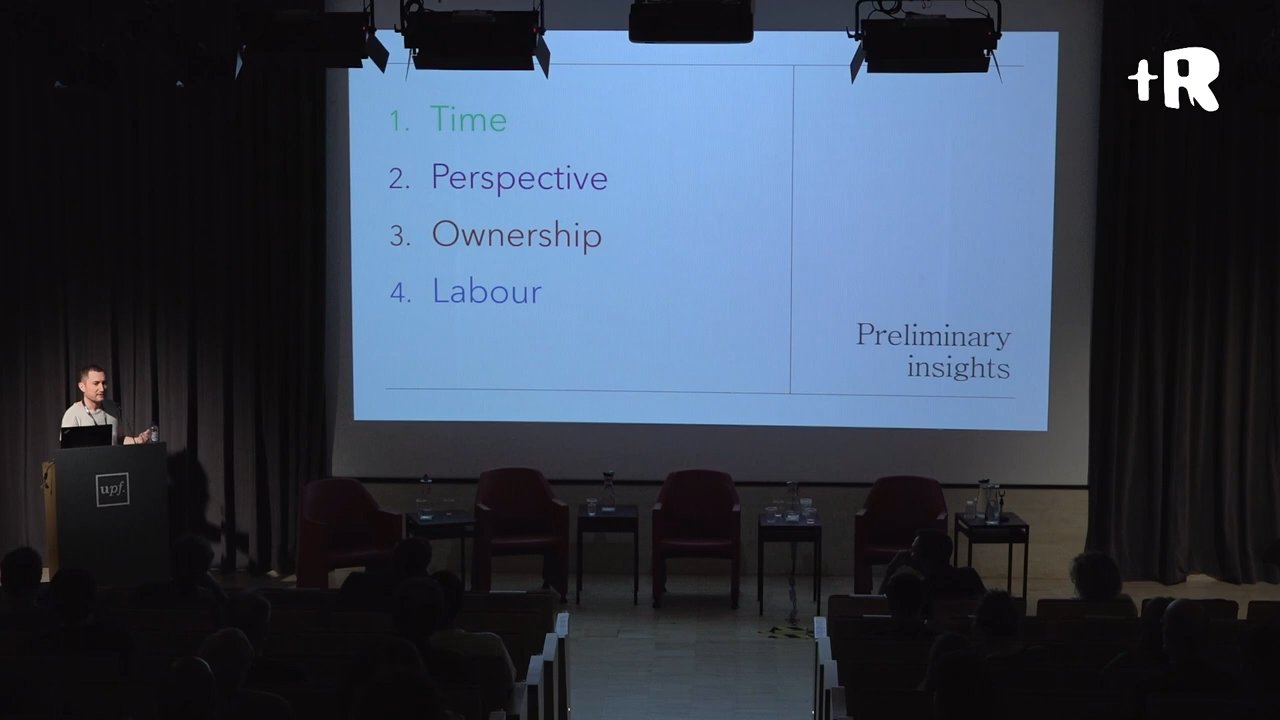 +R
1. Time
2. Perspective
3. Ownership
4. Labour
Preliminary
insights
upf.